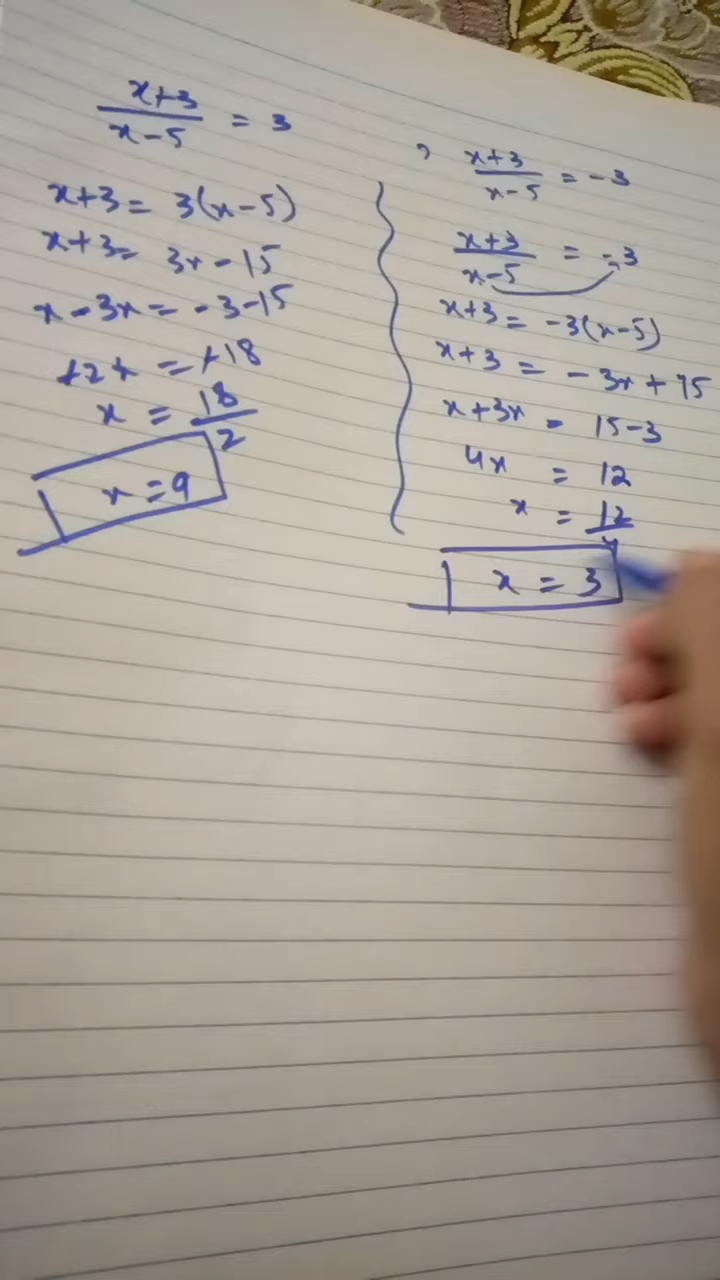 x+3/x-5 = 3
x+3 = 3(x-5)
x+3 = 3x-15
x-3x = -3-15
+2x = +18
x = 18/2
x = 9
, x+3/x-5 = -3
x+3/x-5 = -3
x+3 = -3(x-5)
x+3 = -3x+15
x+3x = 15-3
4x = 12
x = 12/4
x = 3